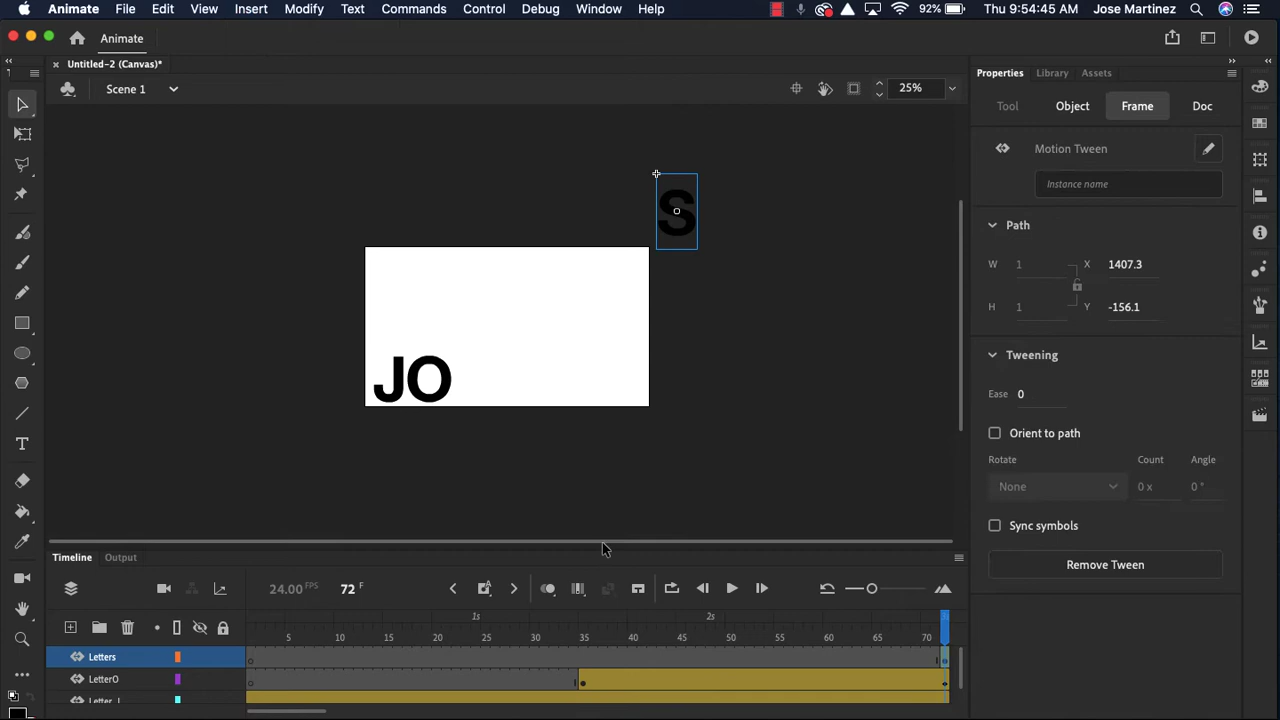 Animate File Edit View Insert Modify Text Commands Control Debug Window Help 92% Thu 9:54:45 AM Jose Martinez
Animate
Untitled-2 (Canvas)*
Scene 1 25%
Properties Library Assets
Tool Object Frame Doc
Motion Tween
Instance name
Path
W 1 X 1407.3
H 1 Y -156.1
Tweening
Ease 0
Orient to path
Rotate Count Angle
None 0 x 0 °
Sync symbols
Remove Tween
S
JO
Timeline Output
24.00 FPS 72 F
1s 2s 3s
5 10 15 20 25 30 35 40 45 50 55 60 65 70
Letters
LetterO
Letter_J